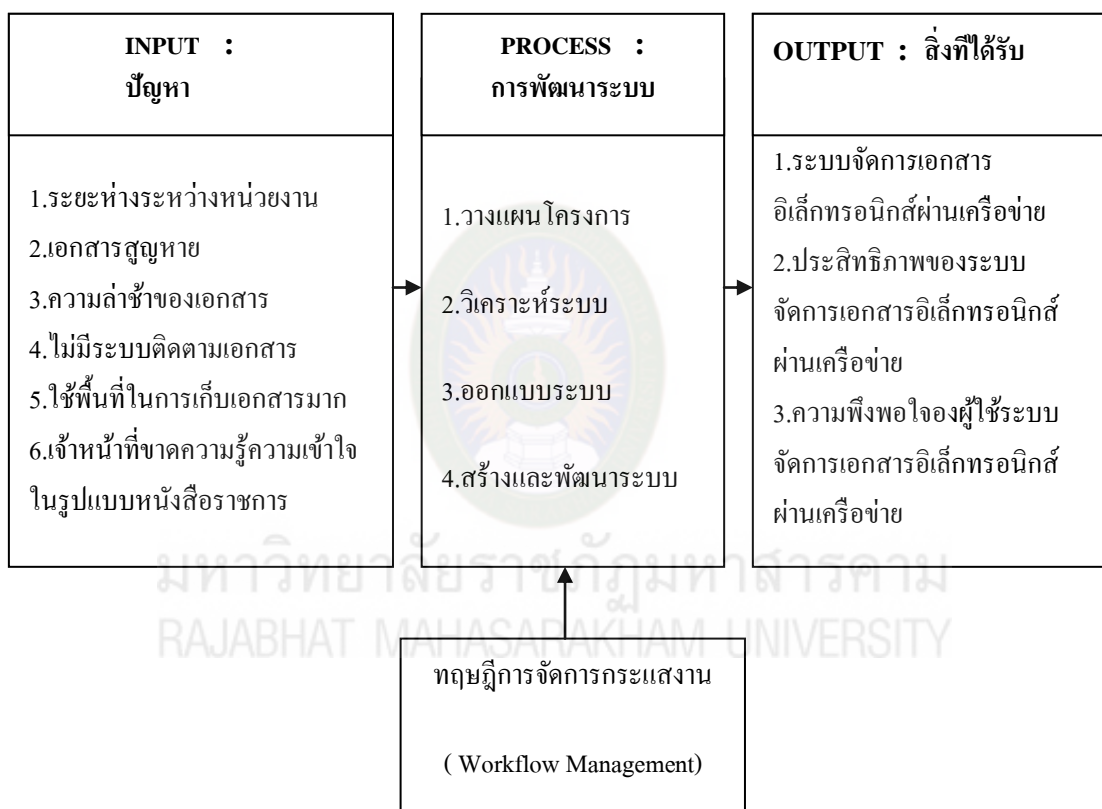 INPUT :
ปัญหา
1.ระยะห่างระหว่างหน่วยงาน
2.เอกสารสูญหาย
3.ความล่าช้าของเอกสาร
4.ไม่มีระบบติดตามเอกสาร
5.ใช้พื้นที่ในการเก็บเอกสารมาก
6.เจ้าหน้าที่ขาดความรู้ความเข้าใจ
ในรูปแบบหนังสือราชการ
PROCESS :
การพัฒนาระบบ
1.วางแผนโครงการ
2.วิเคราะห์ระบบ
3.ออกแบบระบบ
4.สร้างและพัฒนาระบบ
OUTPUT : สิ่งที่ได้รับ
1.ระบบจัดการเอกสาร
อิเล็กทรอนิกส์ผ่านเครือข่าย
2.ประสิทธิภาพของระบบ
จัดการเอกสารอิเล็กทรอนิกส์
ผ่านเครือข่าย
3.ความพึงพอใจองผู้ใช้ระบบ
จัดการเอกสารอิเล็กทรอนิกส์
ผ่านเครือข่าย
มหาวิทยาลัยราชภัฏมหาสารคาม
RAJABHAT MAHASARAKHAM UNIVERSITY
ทฤษฎีการจัดการกระแสงาน
( Workflow Management)